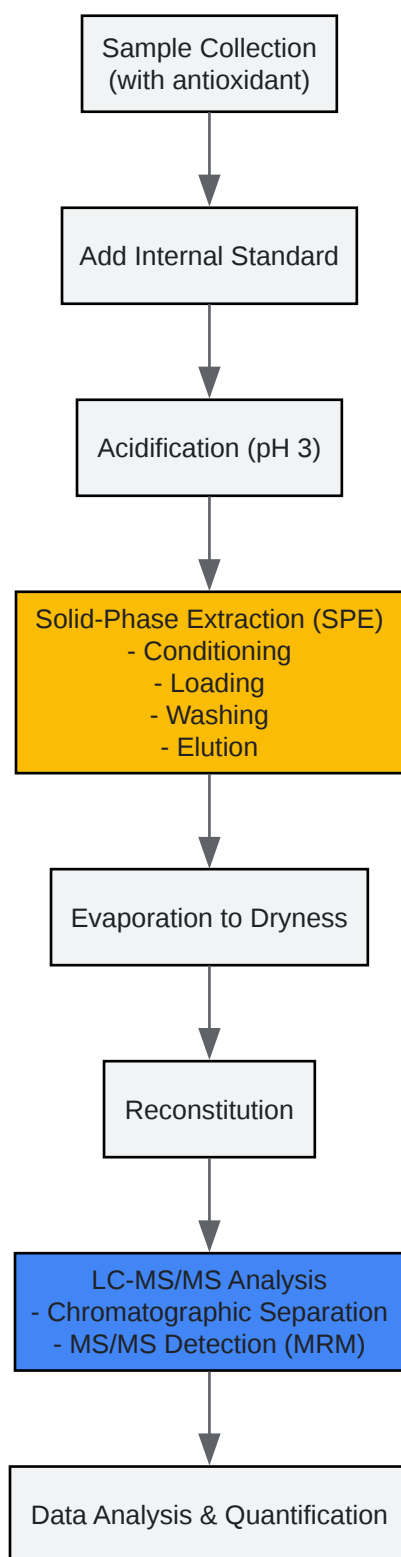 Sample Collection
(with antioxidant)
Add Internal Standard
Acidification (pH 3)
Solid-Phase Extraction (SPE)
- Conditioning
- Loading
- Washing
- Elution
Evaporation to Dryness
Reconstitution
LC-MS/MS Analysis
- Chromatographic Separation
- MS/MS Detection (MRM)
Data Analysis & Quantification